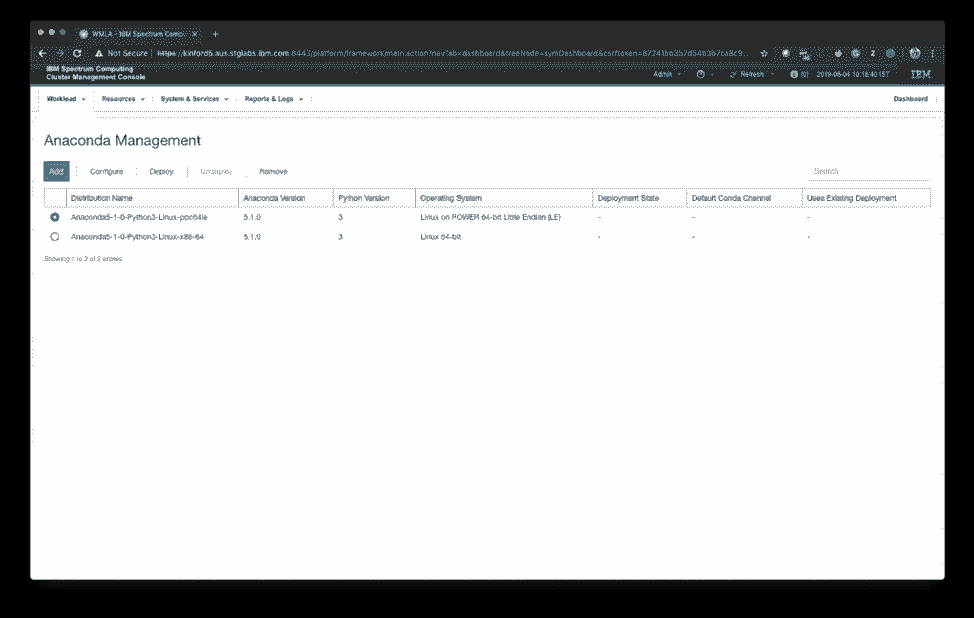 WMLA - IBM Spectrum Comp
Not Secure https://kinford5.aus.stglabs.ibm.com:8443/platform/framework/main.action?nav?ab=dashboard&treeNode=symDashboard&csrftoken=
IBM Spectrum Computing
Cluster Management Console
Admin Refresh (0) 2019-06-04 10:18:40 IST IBM
Workload Resources System & Services Reports & Logs Dashboard
Anaconda Management
Add Configure Deploy Undeploy Remove Search
Distribution Name Anaconda Version Python Version Operating System Deployment State Default Conda Channel Uses Existing Deployment
Anaconda5-1-0-Python3-Linux-ppc64le 5.1.0 3 Linux on POWER 64-bit Little Endian (LE) - - -
Anaconda5-1-0-Python3-Linux-x86-64 5.1.0 3 Linux 64-bit - - -
Showing 1 to 2 of 2 entries